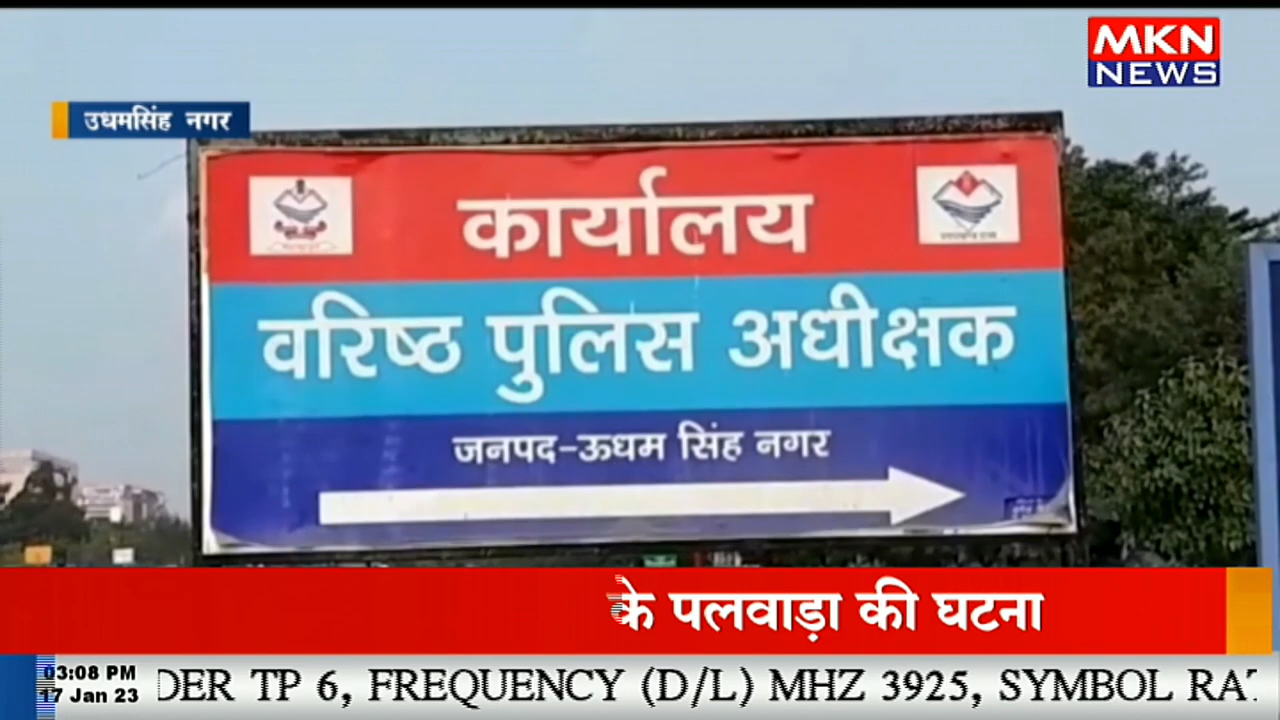 MKN
NEWS
उधमसिंह नगर
कार्यालय
वरिष्ठ पुलिस अधीक्षक
जनपद-ऊधम सिंह नगर
के पलवाड़ा की घटना
03:08 PM
17 Jan 23
DER TP 6, FREQUENCY (D/L) MHZ 3925, SYMBOL RAT